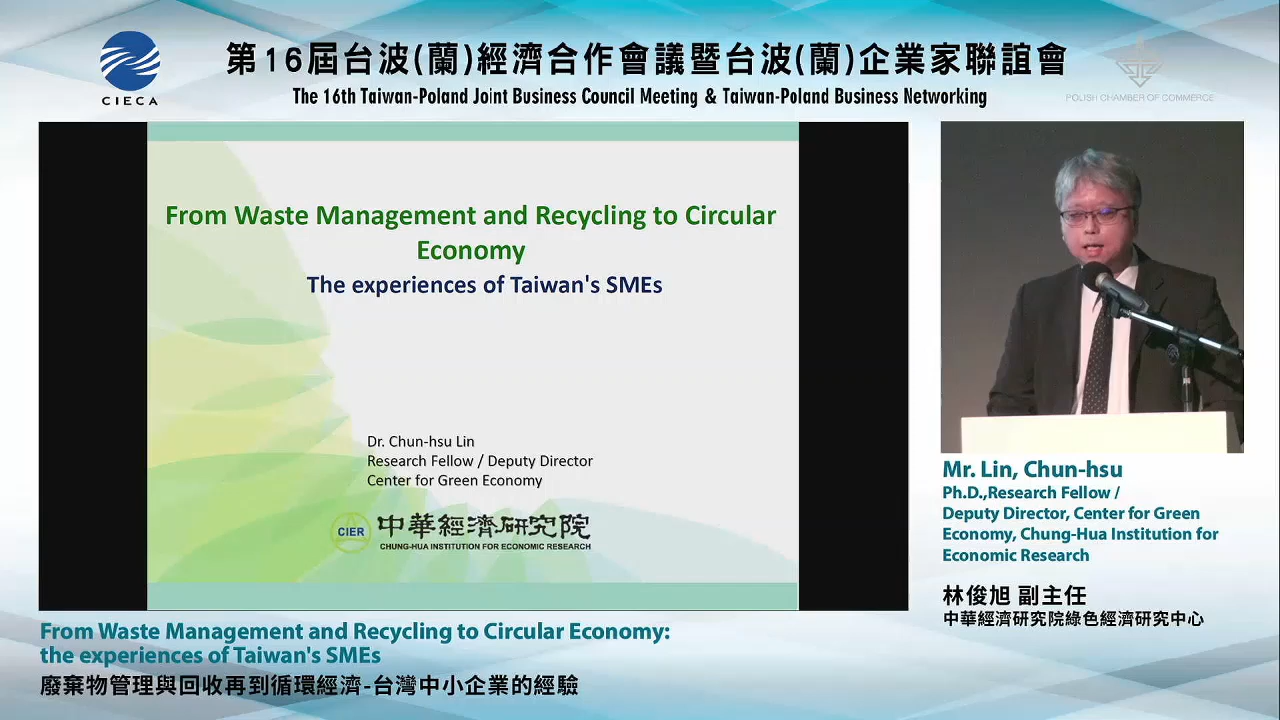 CIECA
第16屆台波(蘭)經濟合作會議暨台波(蘭)企業家聯誼會
The 16th Taiwan-Poland Joint Business Council Meeting & Taiwan-Poland Business Networking
POLISH CHAMBER OF COMMERCE
From Waste Management and Recycling to Circular
Economy
The experiences of Taiwan's SMEs
Dr. Chun-hsu Lin
Research Fellow / Deputy Director
Center for Green Economy
CIER
中華經濟研究院
CHUNG-HUA INSTITUTION FOR ECONOMIC RESEARCH
Mr. Lin, Chun-hsu
Ph.D.,Research Fellow /
Deputy Director, Center for Green
Economy, Chung-Hua Institution for
Economic Research
林俊旭 副主任
中華經濟研究院綠色經濟研究中心
From Waste Management and Recycling to Circular Economy:
the experiences of Taiwan's SMEs
廢棄物管理與回收再到循環經濟-台灣中小企業的經驗